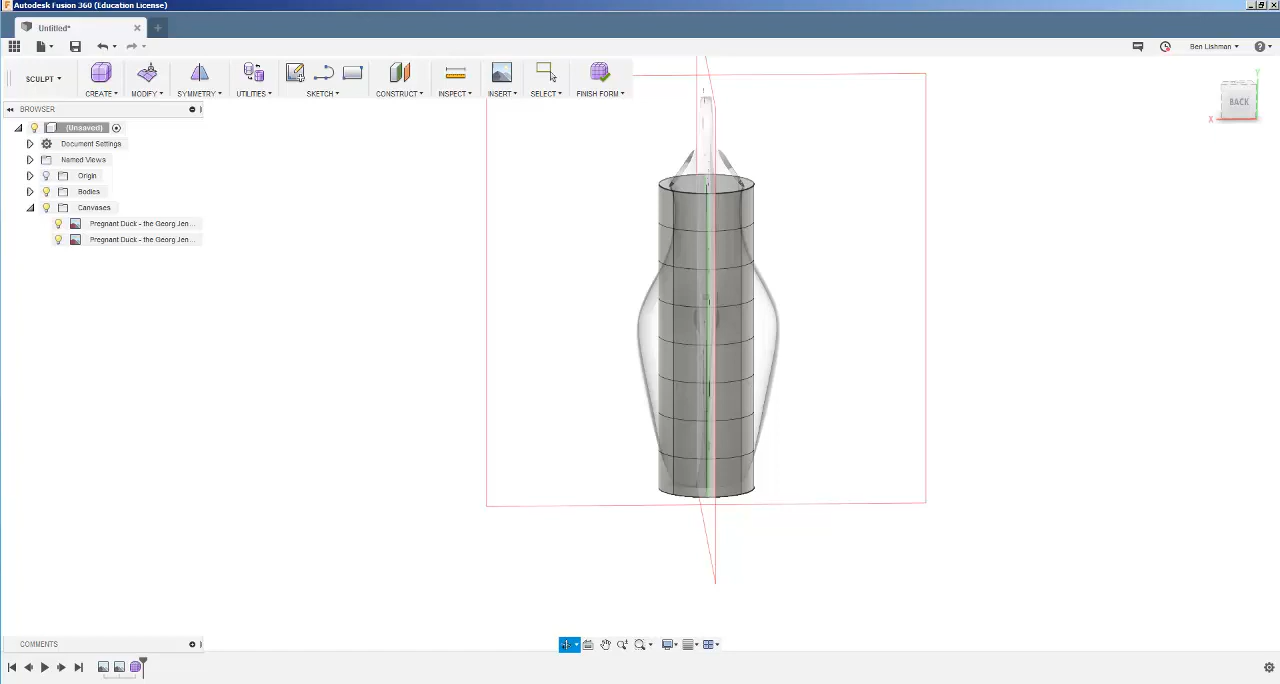 Autodesk Fusion 360 (Education License)
Untitled*
Ben Lishman
SCULPT
CREATE
MODIFY
SYMMETRY
UTILITIES
SKETCH
CONSTRUCT
INSPECT
INSERT
SELECT
FINISH FORM
BROWSER
(Unsaved)
Document Settings
Named Views
Origin
Bodies
Canvases
Pregnant Duck - the Georg Jen...
Pregnant Duck - the Georg Jen...
Y
BACK
X
COMMENTS